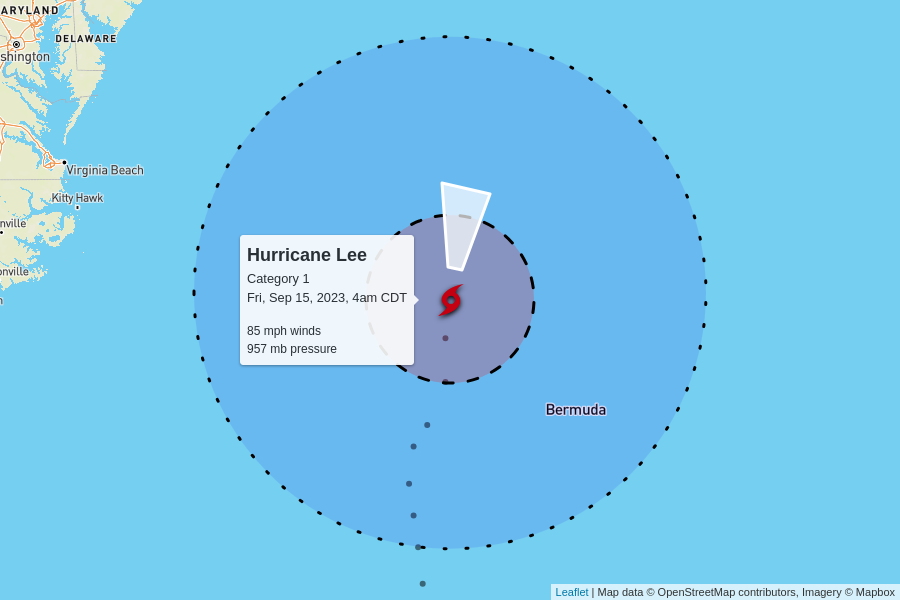 ARYLAND
DELAWARE
shington
Virginia Beach
Kitty Hawk
nville
onville
Hurricane Lee
Category 1
Fri, Sep 15, 2023, 4am CDT
85 mph winds
957 mb pressure
Bermuda
Leaflet | Map data © OpenStreetMap contributors, Imagery © Mapbox